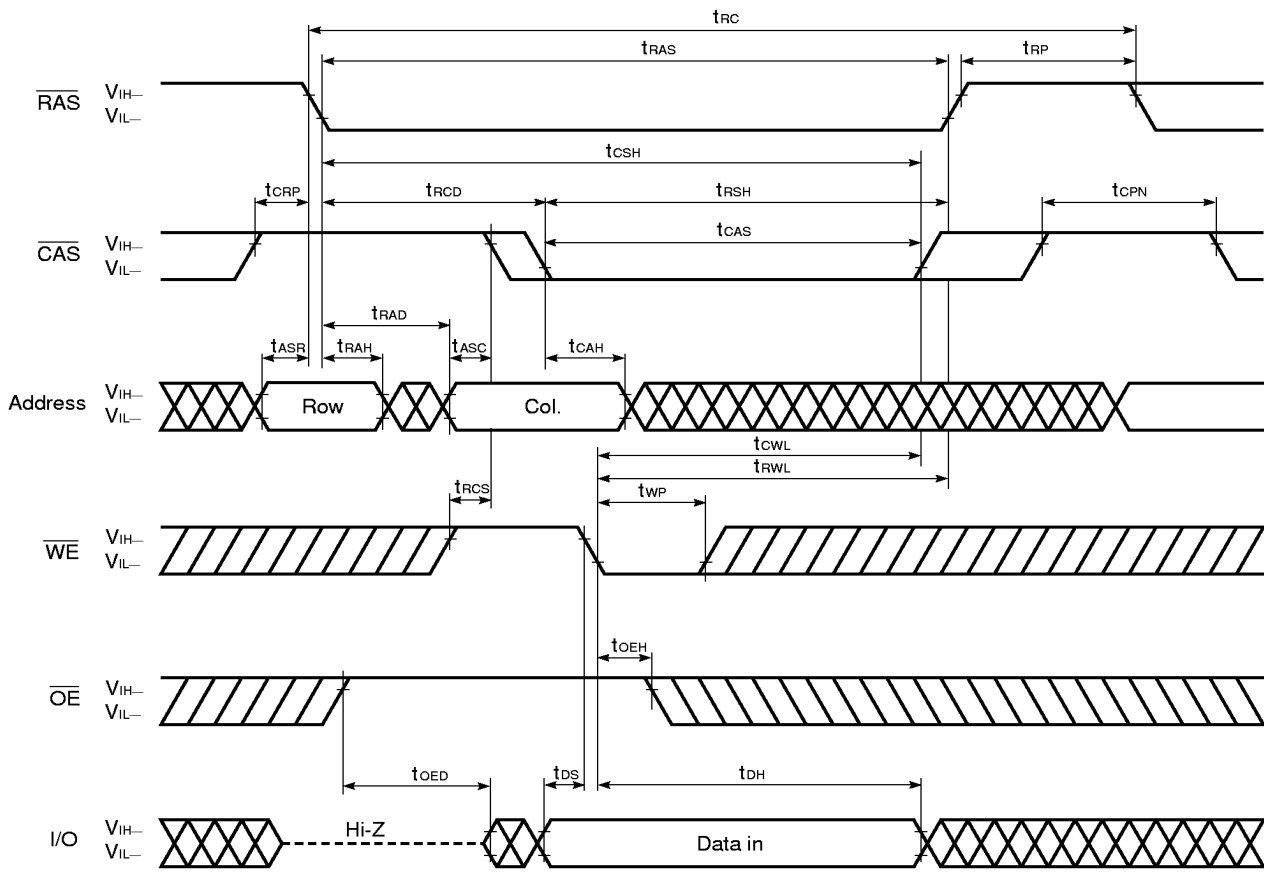 tRC
tRAS
tRP
RAS
VIH–
VIL–
tCSH
tCRP
tRCD
tRSH
tCPN
CAS
VIH–
VIL–
tCAS
tRAD
tASR
tRAH
tASC
tCAH
Address
VIH–
VIL–
Row
Col.
tCWL
tRWL
tRCS
tWP
WE
VIH–
VIL–
tOEH
OE
VIH–
VIL–
tOED
tDS
tDH
I/O
VIH–
VIL–
Hi-Z
Data in